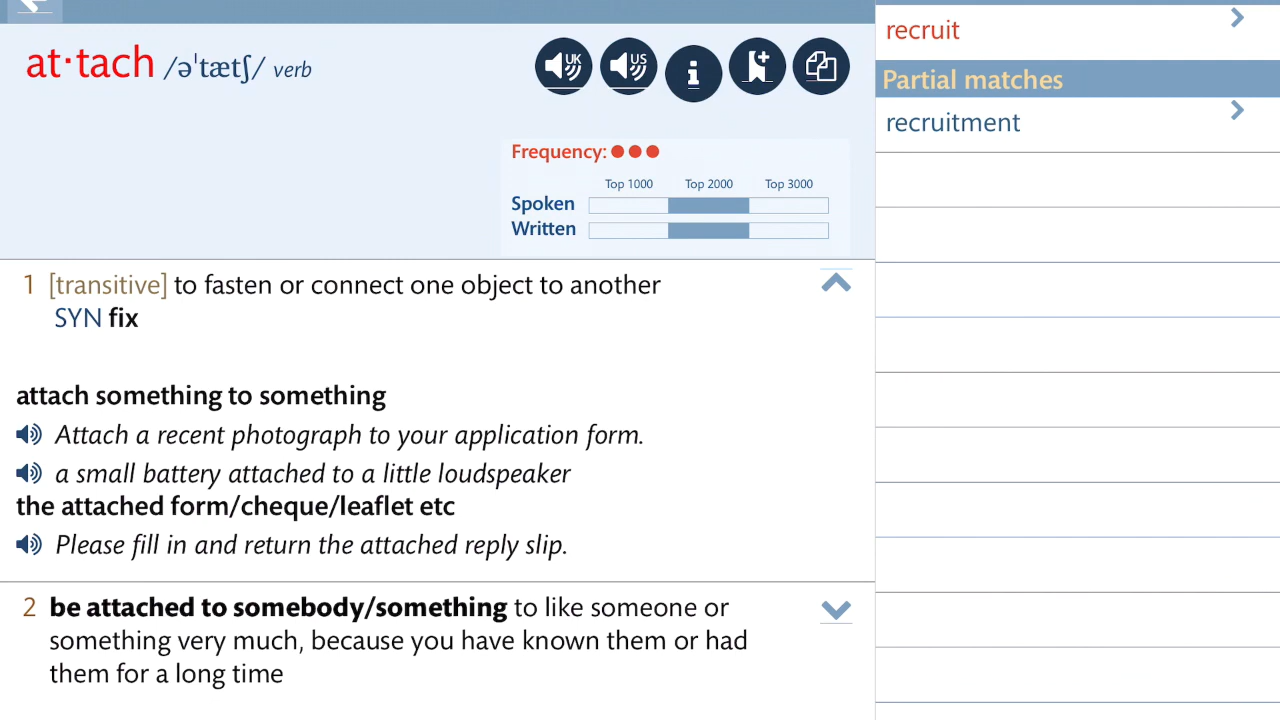 at·tach /əˈtætʃ/ verb
UK
US
Frequency:
Top 1000 Top 2000 Top 3000
Spoken
Written
1 [transitive] to fasten or connect one object to another
SYN fix
attach something to something
Attach a recent photograph to your application form.
a small battery attached to a little loudspeaker
the attached form/cheque/leaflet etc
Please fill in and return the attached reply slip.
2 be attached to somebody/something to like someone or
something very much, because you have known them or had
them for a long time
recruit
Partial matches
recruitment